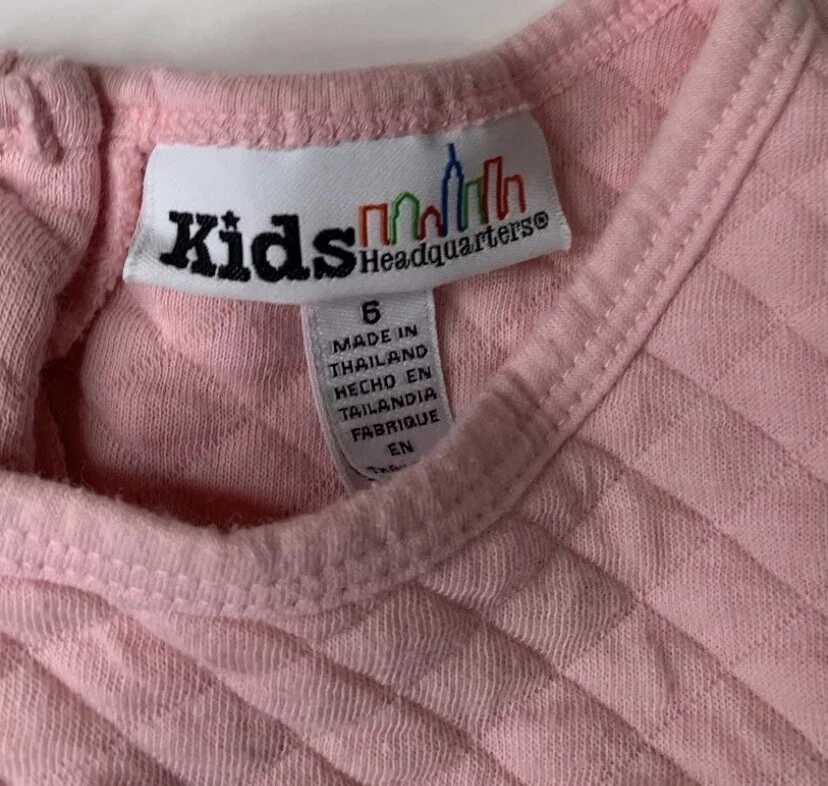 Kids
Headquarters®
6
MADE IN
THAILAND
HECHO EN
TAILANDIA
FABRIQUE
EN